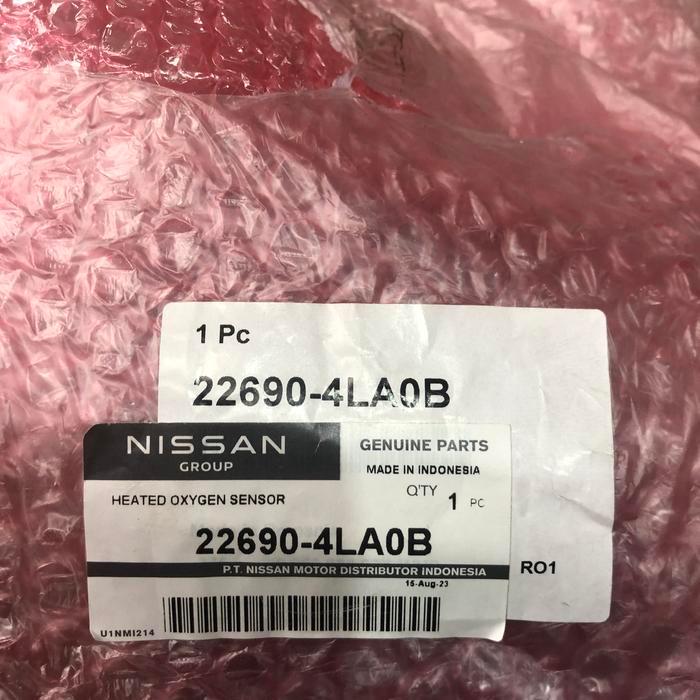 1 Pc
22690-4LA0B
NISSAN
GROUP
GENUINE PARTS
MADE IN INDONESIA
HEATED OXYGEN SENSOR
Q'TY 1 PC
22690-4LA0B
P.T. NISSAN MOTOR DISTRIBUTOR INDONESIA
RO1
15-Aug-23
U1NMI214